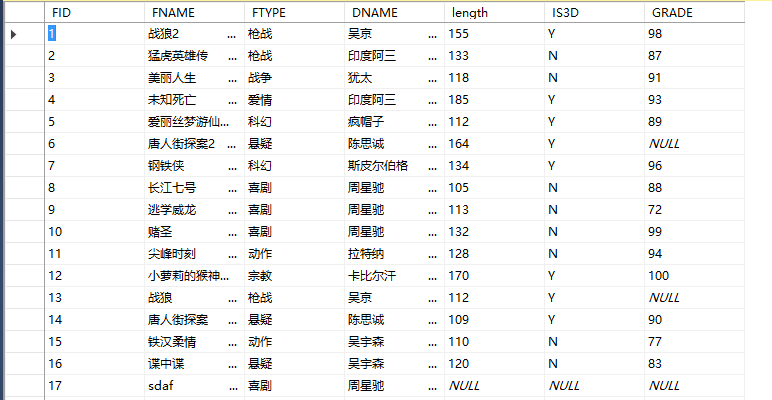 FID FNAME FTYPE DNAME length IS3D GRADE
1 战狼2 ... 枪战 吴京 ... 155 Y 98
2 猛虎英雄传 ... 枪战 印度阿三 ... 133 N 87
3 美丽人生 ... 战争 犹太 ... 118 N 91
4 未知死亡 ... 爱情 印度阿三 ... 185 Y 93
5 爱丽丝梦游仙... 科幻 疯帽子 ... 112 Y 89
6 唐人街探案2 ... 悬疑 陈思诚 ... 164 Y NULL
7 钢铁侠 ... 科幻 斯皮尔伯格 ... 134 Y 96
8 长江七号 ... 喜剧 周星驰 ... 105 N 88
9 逃学威龙 ... 喜剧 周星驰 ... 113 N 72
10 赌圣 ... 喜剧 周星驰 ... 132 N 99
11 尖峰时刻 ... 动作 拉特纳 ... 128 N 94
12 小萝莉的猴神... 宗教 卡比尔汗 ... 170 Y 100
13 战狼 ... 枪战 吴京 ... 112 Y NULL
14 唐人街探案 ... 悬疑 陈思诚 ... 109 Y 90
15 铁汉柔情 ... 动作 吴宇森 ... 110 N 77
16 谍中谍 ... 悬疑 吴宇森 ... 120 N 83
17 sdaf ... 喜剧 周星驰 ... NULL NULL NULL